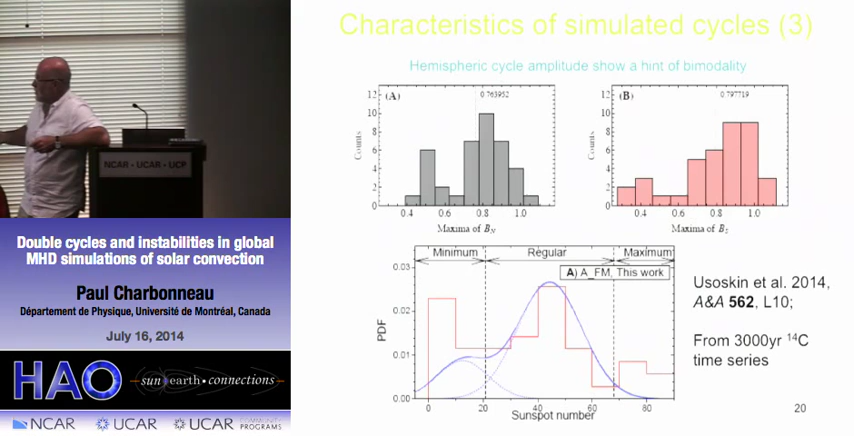 Characteristics of simulated cycles (3)
Hemispheric cycle amplitude show a hint of bimodality
(A)
0.763952
Counts
12
10
8
6
4
2
0
0.4 0.6 0.8 1.0
Maxima of B_N
(B)
0.797719
Counts
12
10
8
6
4
2
0
0.4 0.6 0.8 1.0
Maxima of B_S
Minimum Regular Maximum
A) A_FM, This work
PDF
0.03
0.02
0.01
0.00
0 20 40 60 80
Sunspot number
Usoskin et al. 2014,
A&A 562, L10;
From 3000yr ¹⁴C
time series
20
NCAR • UCAR • UCP
Double cycles and instabilities in global
MHD simulations of solar convection
Paul Charbonneau
Département de Physique, Université de Montréal, Canada
July 16, 2014
HAO
sun earth • connections
NCAR
UCAR
UCAR
PROGRAMS